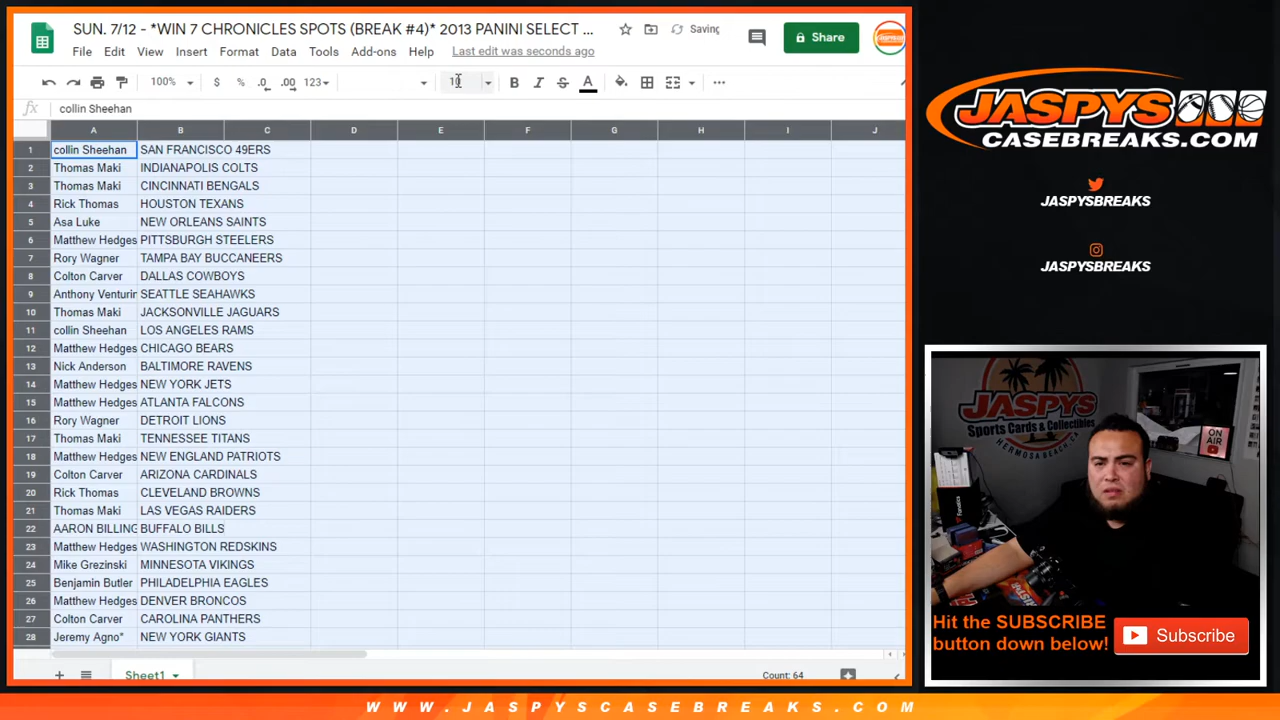 SUN. 7/12 - *WIN 7 CHRONICLES SPOTS (BREAK #4)* 2013 PANINI SELECT ...
Saving
Share
File Edit View Insert Format Data Tools Add-ons Help Last edit was seconds ago
100% $ % .0 .00 123 B I S A
fx collin Sheehan
A B C D E F G H I J
1 collin Sheehan SAN FRANCISCO 49ERS
2 Thomas Maki INDIANAPOLIS COLTS
3 Thomas Maki CINCINNATI BENGALS
4 Rick Thomas HOUSTON TEXANS
5 Asa Luke NEW ORLEANS SAINTS
6 Matthew Hedges PITTSBURGH STEELERS
7 Rory Wagner TAMPA BAY BUCCANEERS
8 Colton Carver DALLAS COWBOYS
9 Anthony Venturin SEATTLE SEAHAWKS
10 Thomas Maki JACKSONVILLE JAGUARS
11 collin Sheehan LOS ANGELES RAMS
12 Matthew Hedges CHICAGO BEARS
13 Nick Anderson BALTIMORE RAVENS
14 Matthew Hedges NEW YORK JETS
15 Matthew Hedges ATLANTA FALCONS
16 Rory Wagner DETROIT LIONS
17 Thomas Maki TENNESSEE TITANS
18 Matthew Hedges NEW ENGLAND PATRIOTS
19 Colton Carver ARIZONA CARDINALS
20 Rick Thomas CLEVELAND BROWNS
21 Thomas Maki LAS VEGAS RAIDERS
22 AARON BILLING BUFFALO BILLS
23 Matthew Hedges WASHINGTON REDSKINS
24 Mike Grezinski MINNESOTA VIKINGS
25 Benjamin Butler PHILADELPHIA EAGLES
26 Matthew Hedges DENVER BRONCOS
27 Colton Carver CAROLINA PANTHERS
28 Jeremy Agno* NEW YORK GIANTS
Sheet1
Count: 64
JASPYS
CASEBREAKS.COM
JASPYSBREAKS
JASPYSBREAKS
JASPYS
Sports Cards & Collectibles
HERMOSA BEACH, CA
ON AIR
Fanatics
Hit the SUBSCRIBE
button down below!
Subscribe
WWW.JASPYSCASEBREAKS.COM